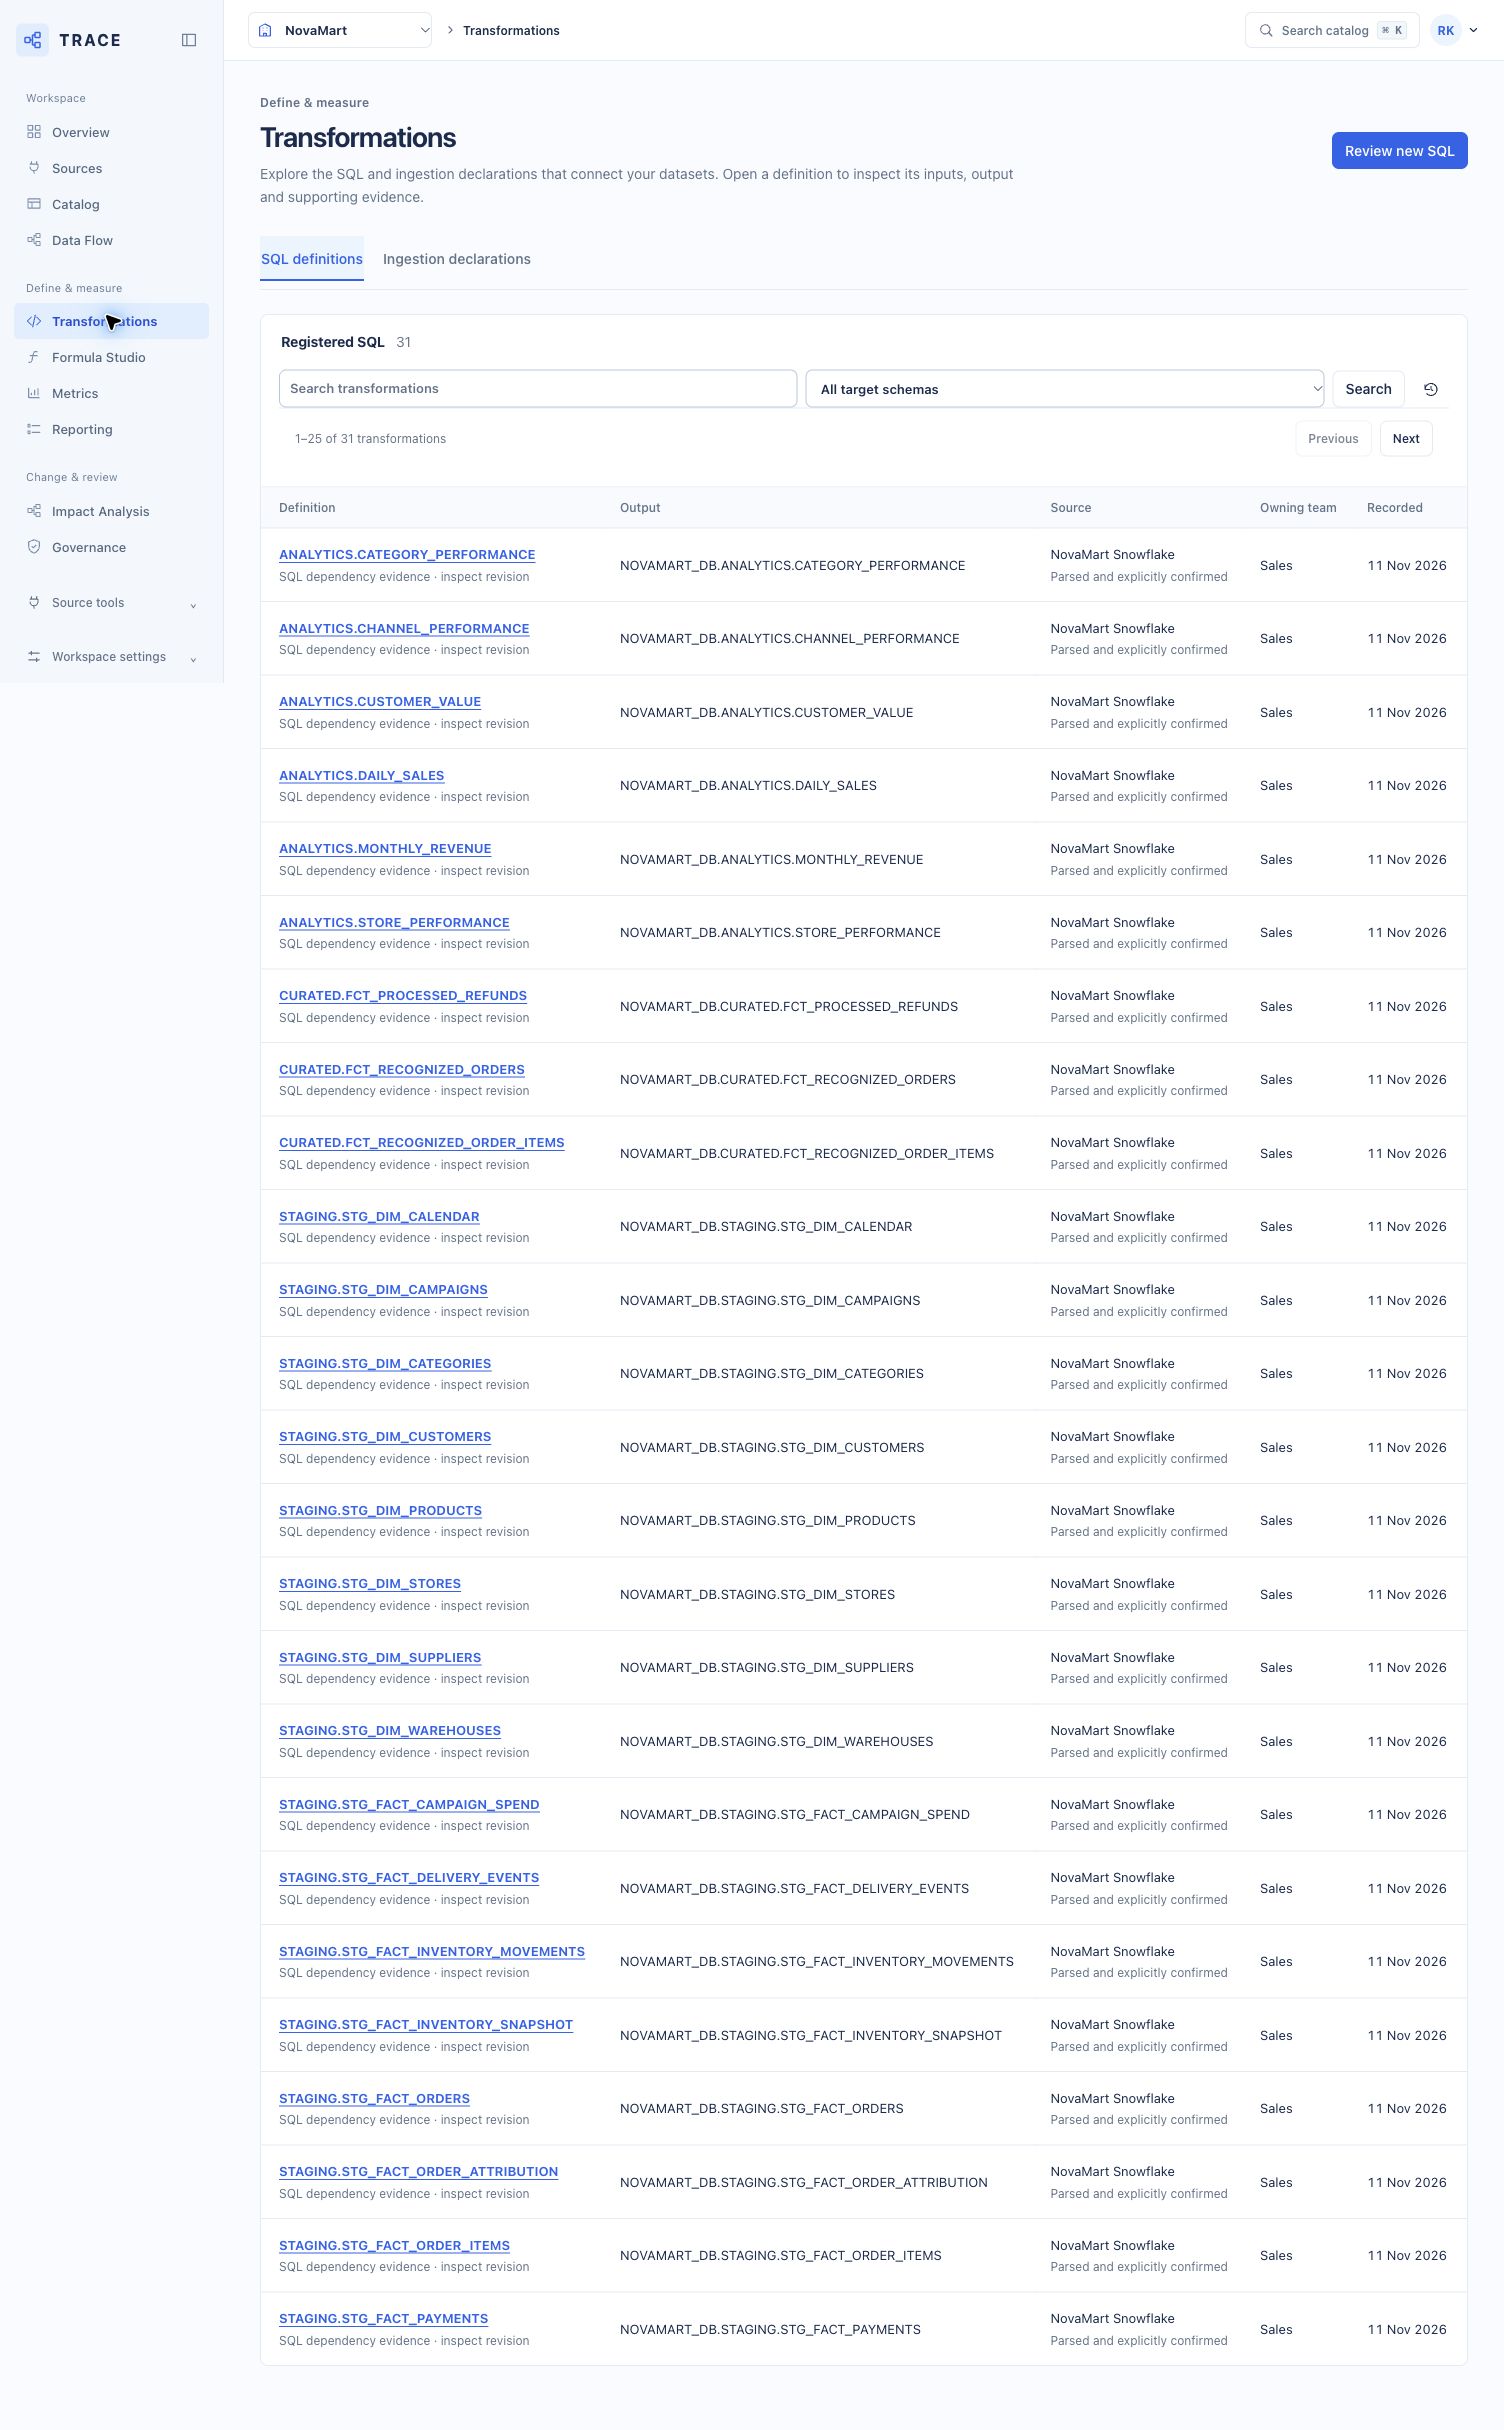 TRACE
NovaMart
Transformations
Search catalog
⌘ K
RK
Workspace
Overview
Sources
Catalog
Data Flow
Define & measure
Transfor ations
Formula Studio
Metrics
Reporting
Change & review
Impact Analysis
Governance
Source tools
Workspace settings
Define & measure
Transformations
Explore the SQL and ingestion declarations that connect your datasets. Open a definition to inspect its inputs, output
and supporting evidence.
Review new SQL
SQL definitions
Ingestion declarations
Registered SQL 31
Search transformations
All target schemas
Search
1–25 of 31 transformations
Previous
Next
Definition Output Source Owning team Recorded
ANALYTICS.CATEGORY_PERFORMANCE
SQL dependency evidence · inspect revision
NOVAMART_DB.ANALYTICS.CATEGORY_PERFORMANCE
NovaMart Snowflake
Parsed and explicitly confirmed
Sales
11 Nov 2026
ANALYTICS.CHANNEL_PERFORMANCE
SQL dependency evidence · inspect revision
NOVAMART_DB.ANALYTICS.CHANNEL_PERFORMANCE
NovaMart Snowflake
Parsed and explicitly confirmed
Sales
11 Nov 2026
ANALYTICS.CUSTOMER_VALUE
SQL dependency evidence · inspect revision
NOVAMART_DB.ANALYTICS.CUSTOMER_VALUE
NovaMart Snowflake
Parsed and explicitly confirmed
Sales
11 Nov 2026
ANALYTICS.DAILY_SALES
SQL dependency evidence · inspect revision
NOVAMART_DB.ANALYTICS.DAILY_SALES
NovaMart Snowflake
Parsed and explicitly confirmed
Sales
11 Nov 2026
ANALYTICS.MONTHLY_REVENUE
SQL dependency evidence · inspect revision
NOVAMART_DB.ANALYTICS.MONTHLY_REVENUE
NovaMart Snowflake
Parsed and explicitly confirmed
Sales
11 Nov 2026
ANALYTICS.STORE_PERFORMANCE
SQL dependency evidence · inspect revision
NOVAMART_DB.ANALYTICS.STORE_PERFORMANCE
NovaMart Snowflake
Parsed and explicitly confirmed
Sales
11 Nov 2026
CURATED.FCT_PROCESSED_REFUNDS
SQL dependency evidence · inspect revision
NOVAMART_DB.CURATED.FCT_PROCESSED_REFUNDS
NovaMart Snowflake
Parsed and explicitly confirmed
Sales
11 Nov 2026
CURATED.FCT_RECOGNIZED_ORDERS
SQL dependency evidence · inspect revision
NOVAMART_DB.CURATED.FCT_RECOGNIZED_ORDERS
NovaMart Snowflake
Parsed and explicitly confirmed
Sales
11 Nov 2026
CURATED.FCT_RECOGNIZED_ORDER_ITEMS
SQL dependency evidence · inspect revision
NOVAMART_DB.CURATED.FCT_RECOGNIZED_ORDER_ITEMS
NovaMart Snowflake
Parsed and explicitly confirmed
Sales
11 Nov 2026
STAGING.STG_DIM_CALENDAR
SQL dependency evidence · inspect revision
NOVAMART_DB.STAGING.STG_DIM_CALENDAR
NovaMart Snowflake
Parsed and explicitly confirmed
Sales
11 Nov 2026
STAGING.STG_DIM_CAMPAIGNS
SQL dependency evidence · inspect revision
NOVAMART_DB.STAGING.STG_DIM_CAMPAIGNS
NovaMart Snowflake
Parsed and explicitly confirmed
Sales
11 Nov 2026
STAGING.STG_DIM_CATEGORIES
SQL dependency evidence · inspect revision
NOVAMART_DB.STAGING.STG_DIM_CATEGORIES
NovaMart Snowflake
Parsed and explicitly confirmed
Sales
11 Nov 2026
STAGING.STG_DIM_CUSTOMERS
SQL dependency evidence · inspect revision
NOVAMART_DB.STAGING.STG_DIM_CUSTOMERS
NovaMart Snowflake
Parsed and explicitly confirmed
Sales
11 Nov 2026
STAGING.STG_DIM_PRODUCTS
SQL dependency evidence · inspect revision
NOVAMART_DB.STAGING.STG_DIM_PRODUCTS
NovaMart Snowflake
Parsed and explicitly confirmed
Sales
11 Nov 2026
STAGING.STG_DIM_STORES
SQL dependency evidence · inspect revision
NOVAMART_DB.STAGING.STG_DIM_STORES
NovaMart Snowflake
Parsed and explicitly confirmed
Sales
11 Nov 2026
STAGING.STG_DIM_SUPPLIERS
SQL dependency evidence · inspect revision
NOVAMART_DB.STAGING.STG_DIM_SUPPLIERS
NovaMart Snowflake
Parsed and explicitly confirmed
Sales
11 Nov 2026
STAGING.STG_DIM_WAREHOUSES
SQL dependency evidence · inspect revision
NOVAMART_DB.STAGING.STG_DIM_WAREHOUSES
NovaMart Snowflake
Parsed and explicitly confirmed
Sales
11 Nov 2026
STAGING.STG_FACT_CAMPAIGN_SPEND
SQL dependency evidence · inspect revision
NOVAMART_DB.STAGING.STG_FACT_CAMPAIGN_SPEND
NovaMart Snowflake
Parsed and explicitly confirmed
Sales
11 Nov 2026
STAGING.STG_FACT_DELIVERY_EVENTS
SQL dependency evidence · inspect revision
NOVAMART_DB.STAGING.STG_FACT_DELIVERY_EVENTS
NovaMart Snowflake
Parsed and explicitly confirmed
Sales
11 Nov 2026
STAGING.STG_FACT_INVENTORY_MOVEMENTS
SQL dependency evidence · inspect revision
NOVAMART_DB.STAGING.STG_FACT_INVENTORY_MOVEMENTS
NovaMart Snowflake
Parsed and explicitly confirmed
Sales
11 Nov 2026
STAGING.STG_FACT_INVENTORY_SNAPSHOT
SQL dependency evidence · inspect revision
NOVAMART_DB.STAGING.STG_FACT_INVENTORY_SNAPSHOT
NovaMart Snowflake
Parsed and explicitly confirmed
Sales
11 Nov 2026
STAGING.STG_FACT_ORDERS
SQL dependency evidence · inspect revision
NOVAMART_DB.STAGING.STG_FACT_ORDERS
NovaMart Snowflake
Parsed and explicitly confirmed
Sales
11 Nov 2026
STAGING.STG_FACT_ORDER_ATTRIBUTION
SQL dependency evidence · inspect revision
NOVAMART_DB.STAGING.STG_FACT_ORDER_ATTRIBUTION
NovaMart Snowflake
Parsed and explicitly confirmed
Sales
11 Nov 2026
STAGING.STG_FACT_ORDER_ITEMS
SQL dependency evidence · inspect revision
NOVAMART_DB.STAGING.STG_FACT_ORDER_ITEMS
NovaMart Snowflake
Parsed and explicitly confirmed
Sales
11 Nov 2026
STAGING.STG_FACT_PAYMENTS
SQL dependency evidence · inspect revision
NOVAMART_DB.STAGING.STG_FACT_PAYMENTS
NovaMart Snowflake
Parsed and explicitly confirmed
Sales
11 Nov 2026